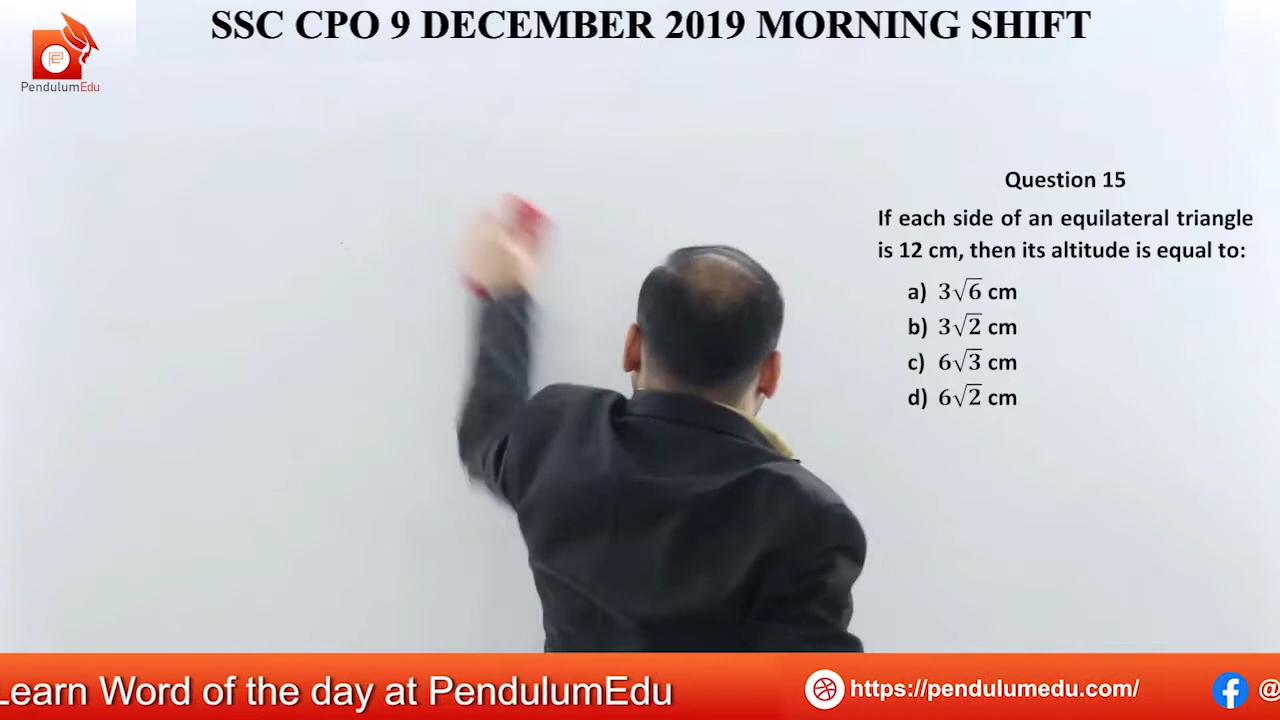 SSC CPO 9 DECEMBER 2019 MORNING SHIFT
PendulumEdu
Question 15
If each side of an equilateral triangle
is 12 cm, then its altitude is equal to:
a) 3√6 cm
b) 3√2 cm
c) 6√3 cm
d) 6√2 cm
Learn Word of the day at PendulumEdu
https://pendulumedu.com/
@